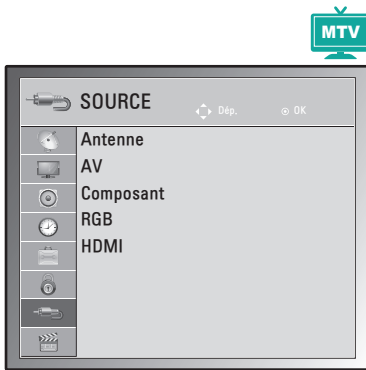 MTV
SOURCE Dép. OK
Antenne
AV
Composant
RGB
HDMI